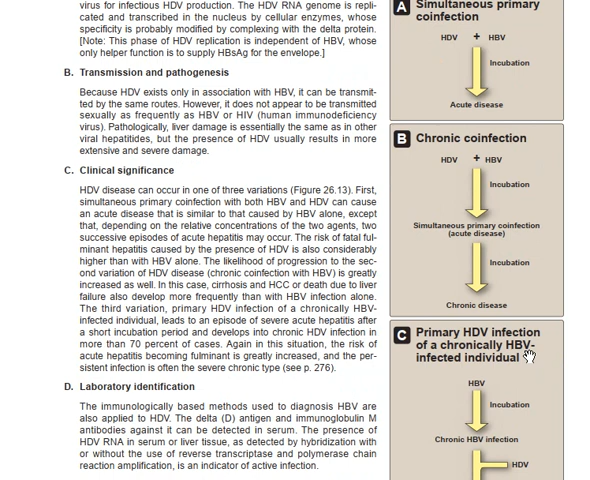 virus for infectious HDV production. The HDV RNA genome is repli-
cated and transcribed in the nucleus by cellular enzymes, whose
specificity is probably modified by complexing with the delta protein.
[Note: This phase of HDV replication is independent of HBV, whose
only helper function is to supply HBsAg for the envelope.]
B. Transmission and pathogenesis
Because HDV exists only in association with HBV, it can be transmit-
ted by the same routes. However, it does not appear to be transmitted
sexually as frequently as HBV or HIV (human immunodeficiency
virus). Pathologically, liver damage is essentially the same as in other
viral hepatitides, but the presence of HDV usually results in more
extensive and severe damage.
C. Clinical significance
HDV disease can occur in one of three variations (Figure 26.13). First,
simultaneous primary coinfection with both HBV and HDV can cause
an acute disease that is similar to that caused by HBV alone, except
that, depending on the relative concentrations of the two agents, two
successive episodes of acute hepatitis may occur. The risk of fatal ful-
minant hepatitis caused by the presence of HDV is also considerably
higher than with HBV alone. The likelihood of progression to the sec-
ond variation of HDV disease (chronic coinfection with HBV) is greatly
increased as well. In this case, cirrhosis and HCC or death due to liver
failure also develop more frequently than with HBV infection alone.
The third variation, primary HDV infection of a chronically HBV-
infected individual, leads to an episode of severe acute hepatitis after
a short incubation period and develops into chronic HDV infection in
more than 70 percent of cases. Again in this situation, the risk of
acute hepatitis becoming fulminant is greatly increased, and the per-
sistent infection is often the severe chronic type (see p. 276).
D. Laboratory identification
The immunologically based methods used to diagnosis HBV are
also applied to HDV. The delta (D) antigen and immunoglobulin M
antibodies against it can be detected in serum. The presence of
HDV RNA in serum or liver tissue, as detected by hybridization with
or without the use of reverse transcriptase and polymerase chain
reaction amplification, is an indicator of active infection.
A Simultaneous primary
coinfection
HDV + HBV
Incubation
Acute disease
B Chronic coinfection
HDV + HBV
Incubation
Simultaneous primary coinfection
(acute disease)
Incubation
Chronic disease
C Primary HDV infection
of a chronically HBV-
infected individual
HBV
Incubation
Chronic HBV infection
HDV